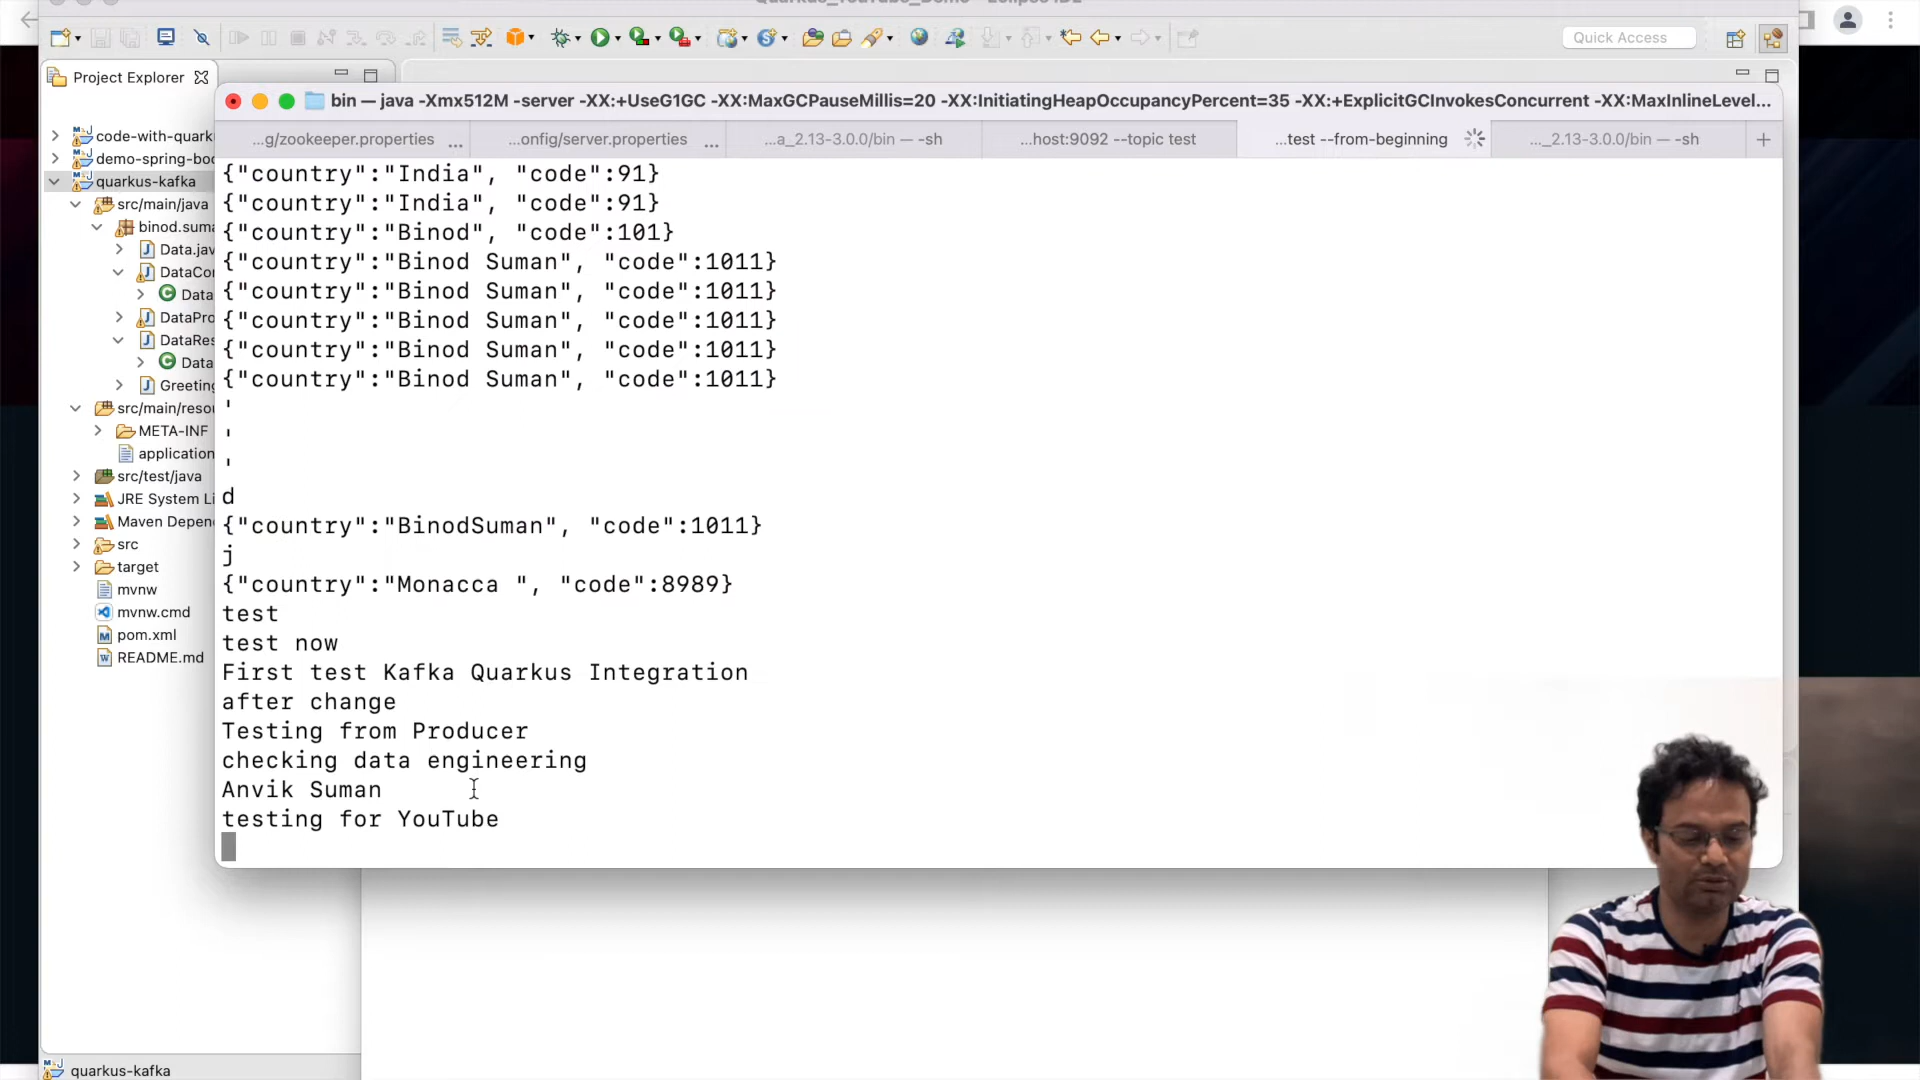 Quarkus_YouTube_Demo - Eclipse IDE
Quick Access
Project Explorer
bin — java -Xmx512M -server -XX:+UseG1GC -XX:MaxGCPauseMillis=20 -XX:InitiatingHeapOccupancyPercent=35 -XX:+ExplicitGCInvokesConcurrent -XX:MaxInlineLevel...
...g/zookeeper.properties ...
...onfig/server.properties ...
...a_2.13-3.0.0/bin — -sh
...host:9092 --topic test
...test --from-beginning
..._2.13-3.0.0/bin — -sh
code-with-quark
demo-spring-boo
quarkus-kafka
src/main/java
binod.suma
Data.jav
DataCor
Data
DataPro
DataRes
Data
Greeting
src/main/resou
META-INF
application
src/test/java
JRE System Li
Maven Depen
src
target
mvnw
mvnw.cmd
pom.xml
README.md
{"country":"India", "code":91}
{"country":"India", "code":91}
{"country":"Binod", "code":101}
{"country":"Binod Suman", "code":1011}
{"country":"Binod Suman", "code":1011}
{"country":"Binod Suman", "code":1011}
{"country":"Binod Suman", "code":1011}
{"country":"Binod Suman", "code":1011}
'
'
'
d
{"country":"BinodSuman", "code":1011}
j
{"country":"Monacca ", "code":8989}
test
test now
First test Kafka Quarkus Integration
after change
Testing from Producer
checking data engineering
Anvik Suman
testing for YouTube
quarkus-kafka